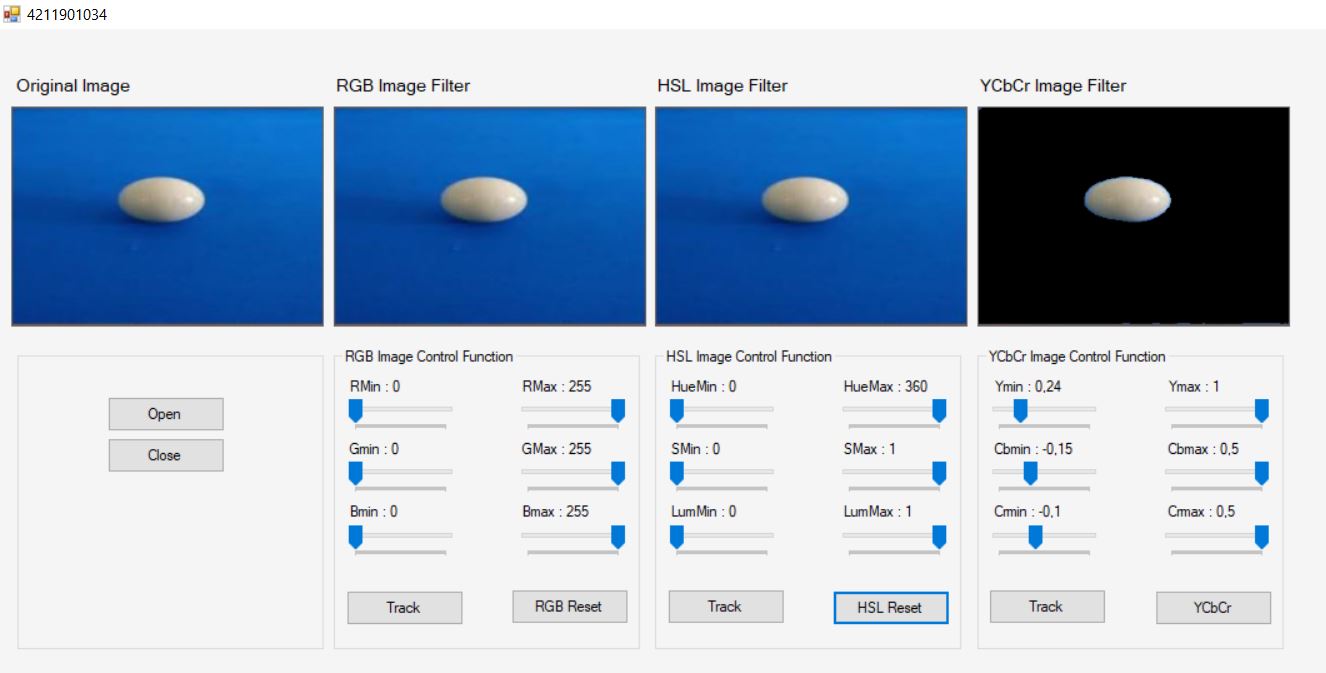 4211901034
Original Image
RGB Image Filter
HSL Image Filter
YCbCr Image Filter
Open
Close
RGB Image Control Function
RMin : 0
RMax : 255
Gmin : 0
GMax : 255
Bmin : 0
Bmax : 255
Track
RGB Reset
HSL Image Control Function
HueMin : 0
HueMax : 360
SMin : 0
SMax : 1
LumMin : 0
LumMax : 1
Track
HSL Reset
YCbCr Image Control Function
Ymin : 0,24
Ymax : 1
Cbmin : -0,15
Cbmax : 0,5
Crmin : -0,1
Crmax : 0,5
Track
YCbCr